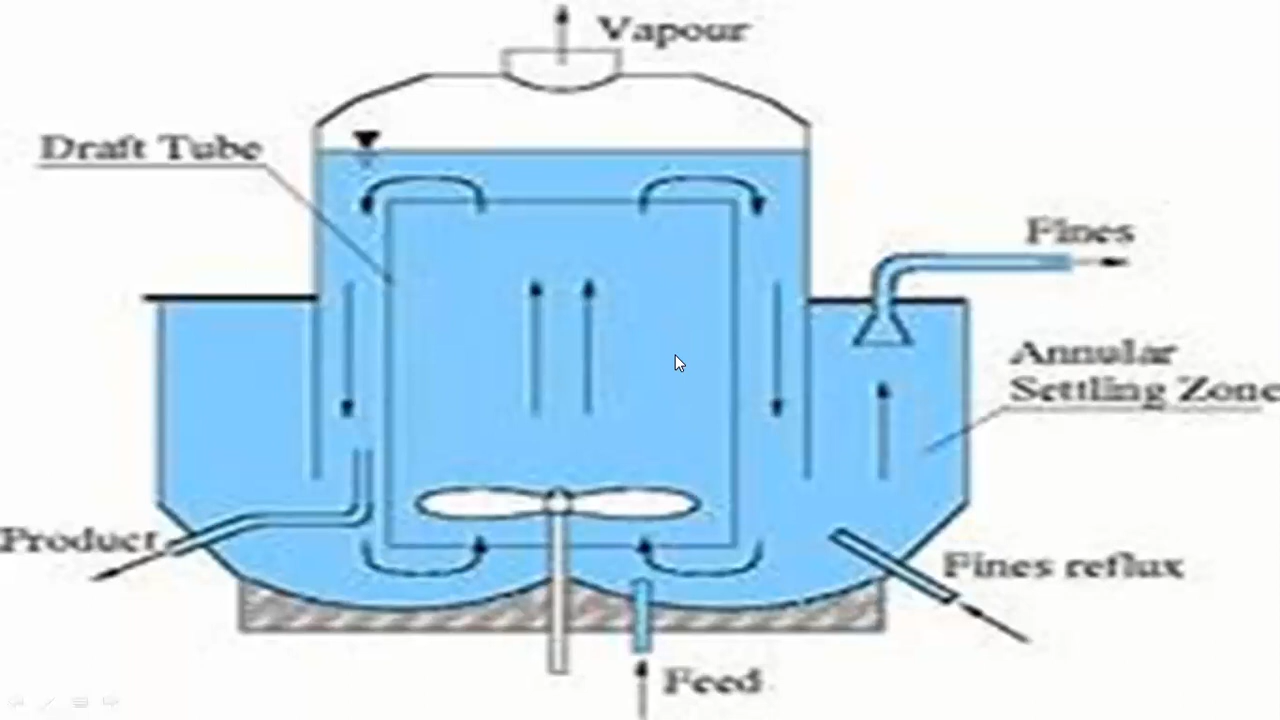 Vapour
Draft Tube
Fines
Annular
Settling Zone
Product
Fines reflux
Feed